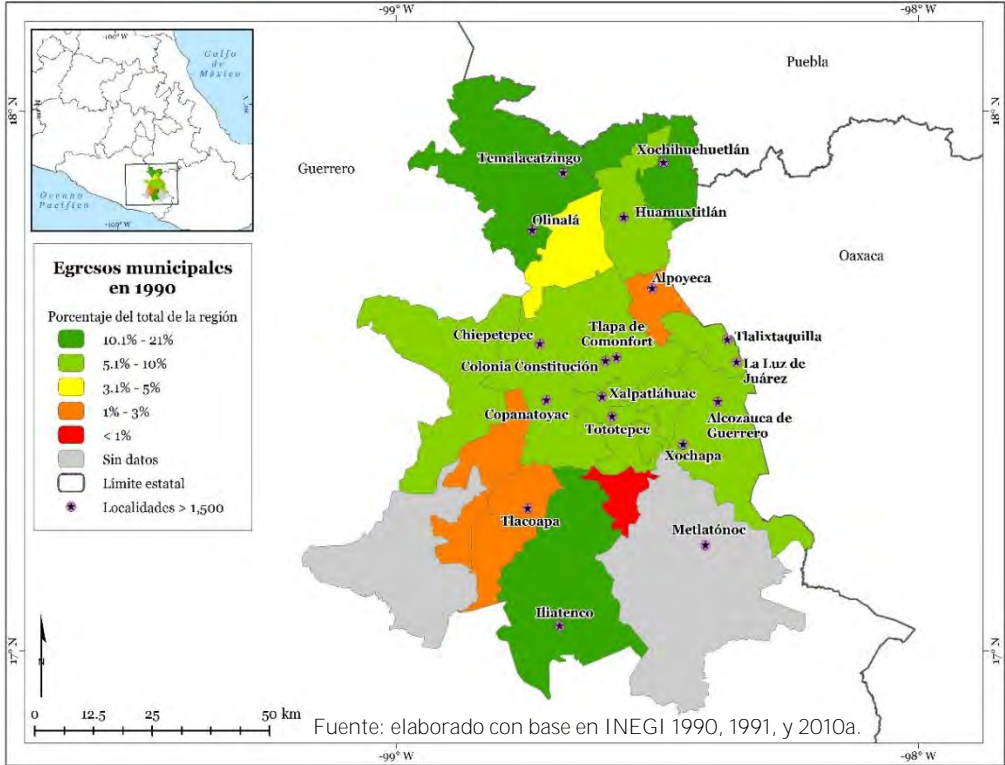 -99° W
-98° W
-100° W
Golfo
de
México
Océano
Pacífico
-100° W
18° N
18° N
Puebla
Guerrero
Temalacatzingo
Xochihuehuetlán
Olinalá
Huamuxtitlán
Oaxaca
Alpoyeca
Egresos municipales
en 1990
Porcentaje del total de la región
10.1% - 21%
5.1% - 10%
3.1% - 5%
1% - 3%
< 1%
Sin datos
Límite estatal
Localidades > 1,500
Chiepetepec
Tlapa de
Comonfort
Tlalixtaquilla
Colonia Constitución
La Luz de
Juárez
Copanatoyac
Xalpatláhuac
Alcozauca de
Guerrero
Tototepec
Xochapa
Tlacoapa
Metlatónoc
Iliatenco
17° N
17° N
0 12.5 25 50 km
Fuente: elaborado con base en INEGI 1990, 1991, y 2010a.
-99° W
-98° W